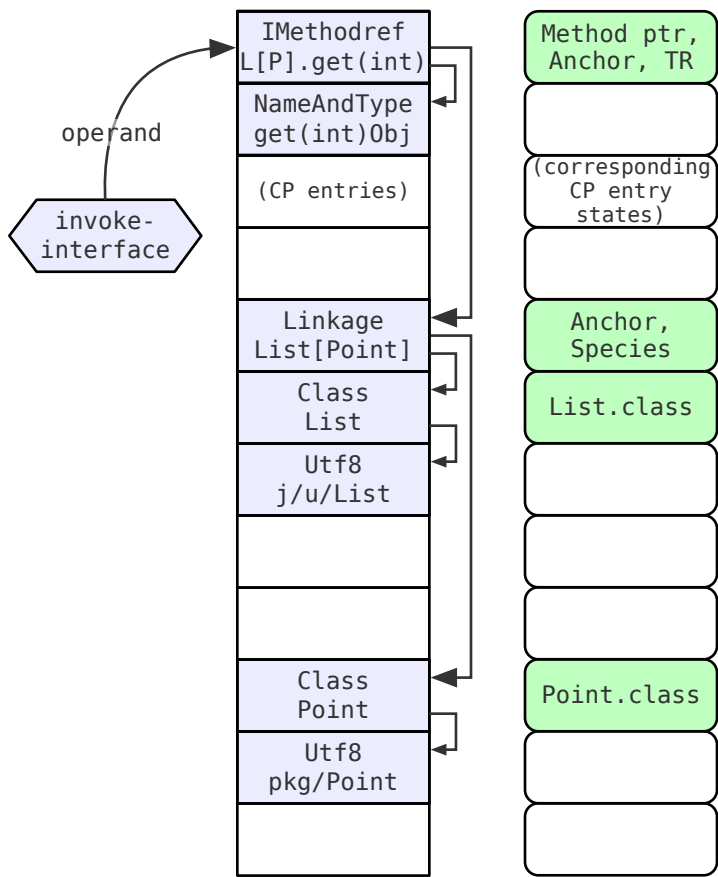 IMethodref
L[P].get(int)
Method ptr,
Anchor, TR
NameAndType
get(int)Obj
operand
(CP entries)
(corresponding
CP entry
states)
invoke-
interface
Linkage
List[Point]
Anchor,
Species
Class
List
List.class
Utf8
j/u/List
Class
Point
Point.class
Utf8
pkg/Point